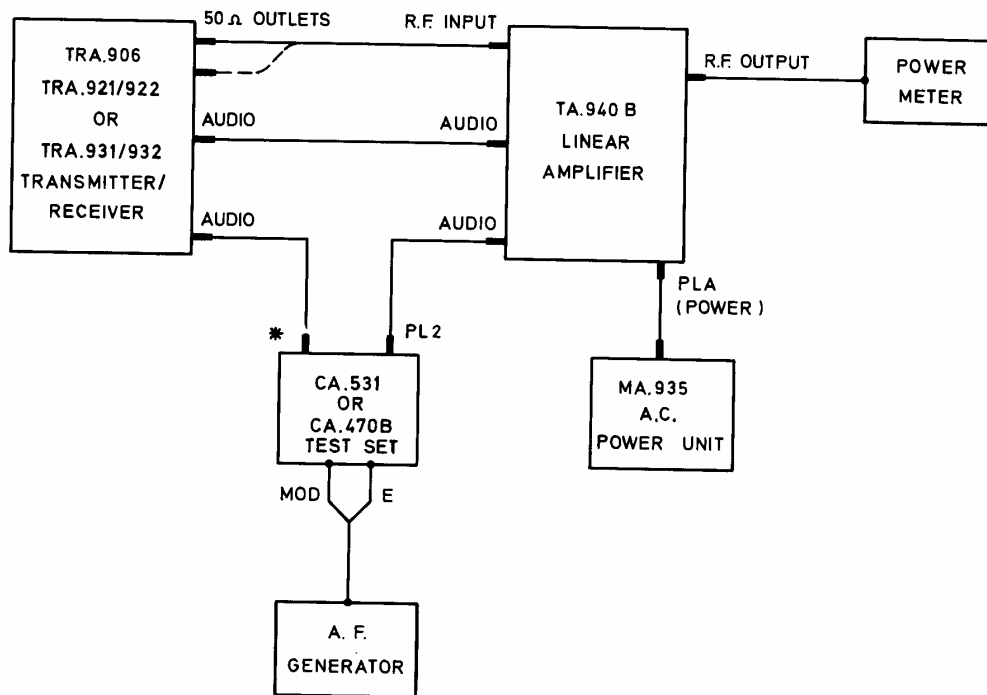 50Ω OUTLETS
R.F. INPUT
TRA.906
TRA.921/922
OR
TRA.931/932
TRANSMITTER/
RECEIVER
AUDIO
AUDIO
AUDIO
AUDIO
TA.940 B
LINEAR
AMPLIFIER
R.F. OUTPUT
POWER
METER
PLA
(POWER)
*
PL2
CA.531
OR
CA.470B
TEST SET
MA.935
A.C.
POWER UNIT
MOD
E
A. F.
GENERATOR